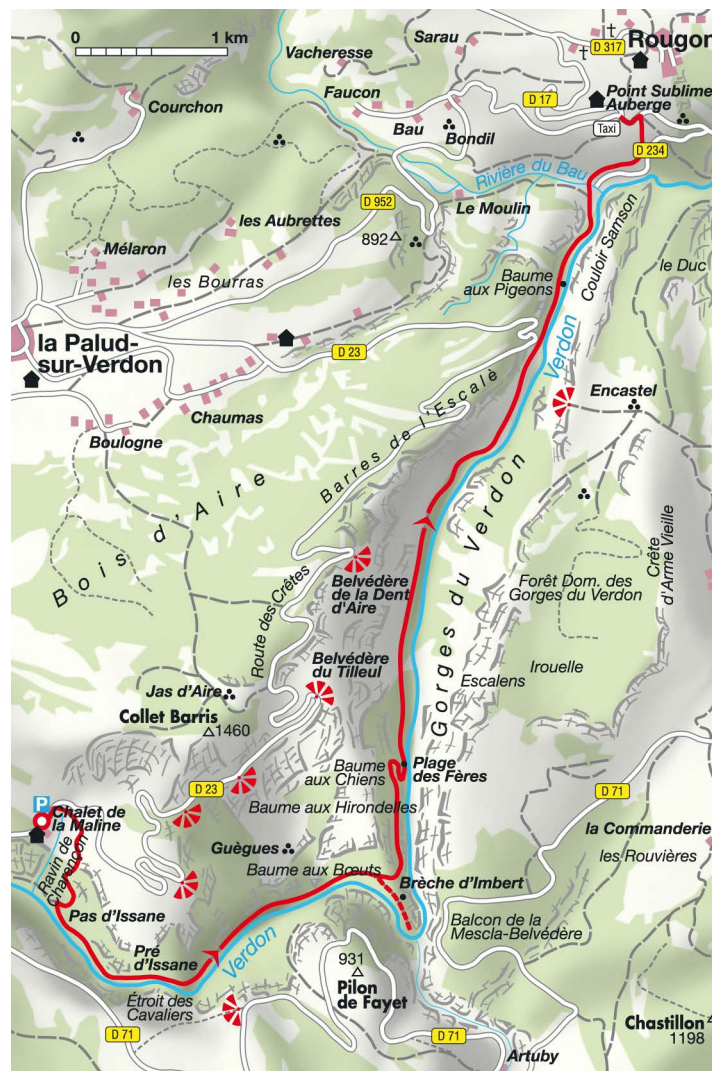 0
1 km
Sarau
Vacheresse
D 317
Rougon
Faucon
Point Sublime
Auberge
Courchon
D 17
Bau
Bondil
Taxi
D 234
Rivière du Bau
D 952
Le Moulin
les Aubrettes
892
Mélaron
les Bourras
Baume
aux Pigeons
Couloir Samson
le Duc
la Palud-
sur-Verdon
D 23
Verdon
Encastel
Chaumas
Boulogne
Barres de l'Escalè
Bois d'Aire
Gorges du Verdon
Crête
d'Arme Vieille
Belvédère
de la Dent
d'Aire
Forêt Dom. des
Gorges du Verdon
Route des Crêtes
Belvédère
du Tilleul
Irouelle
Escalens
Jas d'Aire
Collet Barris
1460
Baume
aux Chiens
Plage
des Fères
D 23
D 71
P
Baume aux Hirondelles
Chalet de
la Maline
la Commanderie
les Rouvières
Guègues
Ravin de
Charençon
Baume aux Bœufs
Brèche d'Imbert
Pas d'Issane
Balcon de la
Mescla-Belvédère
Pré
d'Issane
Verdon
931
Pilon
de Fayet
Étroit des
Cavaliers
D 71
D 71
Chastillon
1198
Artuby